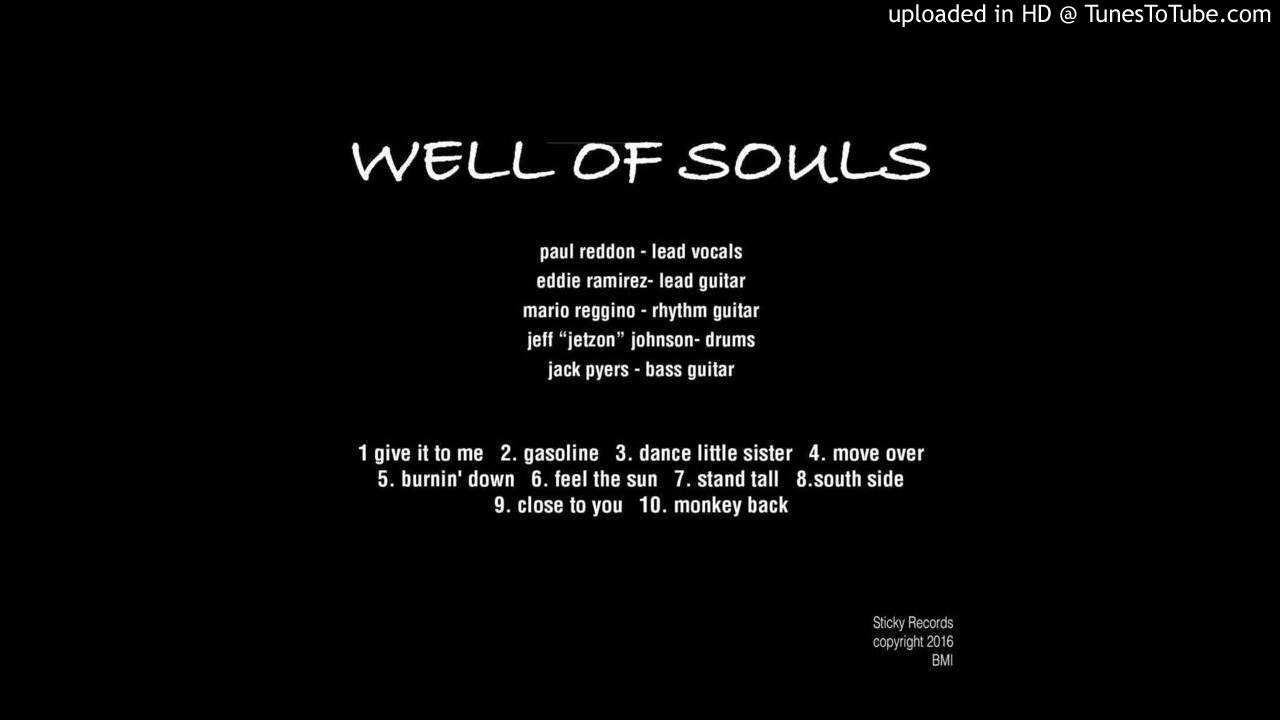 uploaded in HD @ TunesToTube.com
WELL OF SOULS
paul reddon - lead vocals
eddie ramirez- lead guitar
mario reggino - rhythm guitar
jeff “jetzon” johnson- drums
jack pyers - bass guitar
1 give it to me 2. gasoline 3. dance little sister 4. move over
5. burnin' down 6. feel the sun 7. stand tall 8.south side
9. close to you 10. monkey back
Sticky Records
copyright 2016
BMI